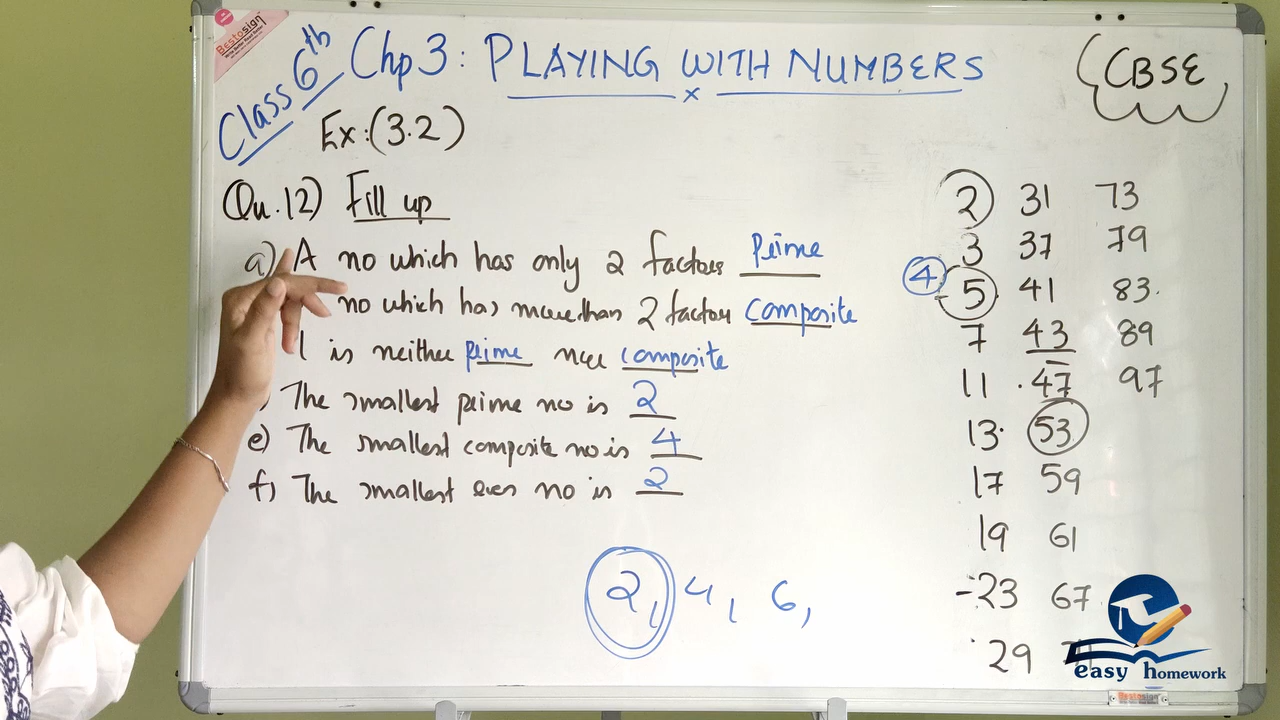 Bestosign
Class 6th Chp 3: PLAYING WITH NUMBERS
CBSE
Ex:(3.2)
Qu.12) Fill up
a) A no which has only 2 factors Prime
no which has more than 2 factors composite
1 is neither prime nor composite
) The smallest prime no is 2
e) The smallest composite no is 4
f) The smallest even no is 2
2, 4, 6,
2 31 73
3 37 79
4 5 41 83.
7 43 89
11 .47 97
13. 53
17 59
19 61
-23 67
29
easy homework
Bestosign